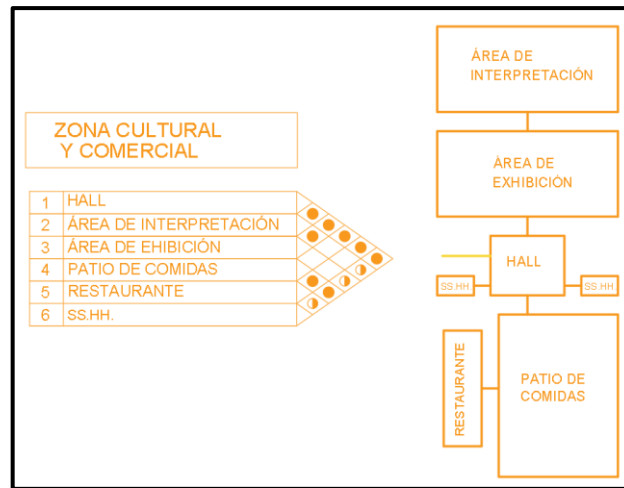 ZONA CULTURAL
Y COMERCIAL
1 HALL
2 ÁREA DE INTERPRETACIÓN
3 ÁREA DE EHIBICIÓN
4 PATIO DE COMIDAS
5 RESTAURANTE
6 SS.HH.
ÁREA DE
INTERPRETACIÓN
ÁREA DE
EXHIBICIÓN
HALL
SS.HH.
SS.HH.
RESTAURANTE
PATIO DE
COMIDAS